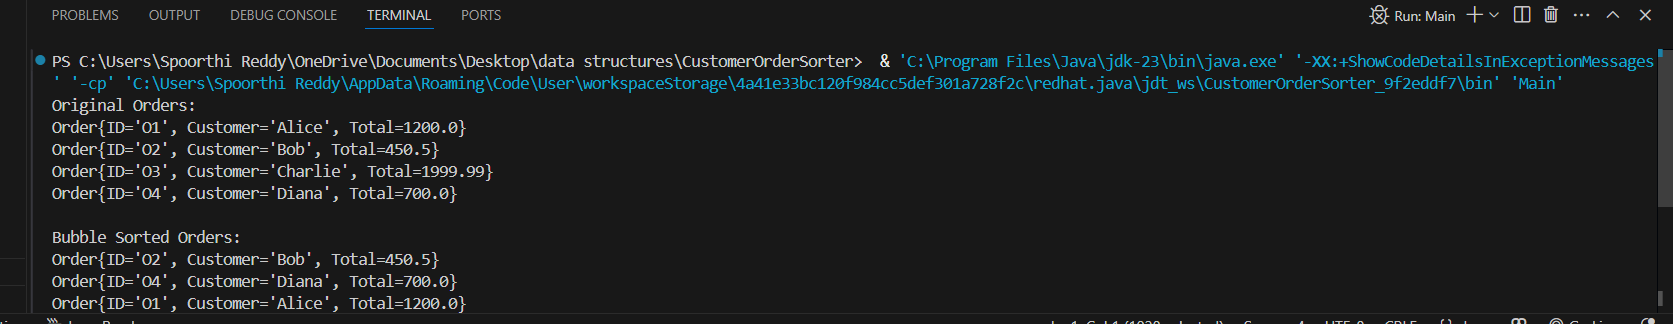 PROBLEMS OUTPUT DEBUG CONSOLE TERMINAL PORTS Run: Main
PS C:\Users\Spoorthi Reddy\OneDrive\Documents\Desktop\data structures\CustomerOrderSorter> & 'C:\Program Files\Java\jdk-23\bin\java.exe' '-XX:+ShowCodeDetailsInExceptionMessages
' '-cp' 'C:\Users\Spoorthi Reddy\AppData\Roaming\Code\User\workspaceStorage\4a41e33bc120f984cc5def301a728f2c\redhat.java\jdt_ws\CustomerOrderSorter_9f2eddf7\bin' 'Main'
Original Orders:
Order{ID='O1', Customer='Alice', Total=1200.0}
Order{ID='O2', Customer='Bob', Total=450.5}
Order{ID='O3', Customer='Charlie', Total=1999.99}
Order{ID='O4', Customer='Diana', Total=700.0}
Bubble Sorted Orders:
Order{ID='O2', Customer='Bob', Total=450.5}
Order{ID='O4', Customer='Diana', Total=700.0}
Order{ID='O1', Customer='Alice', Total=1200.0}